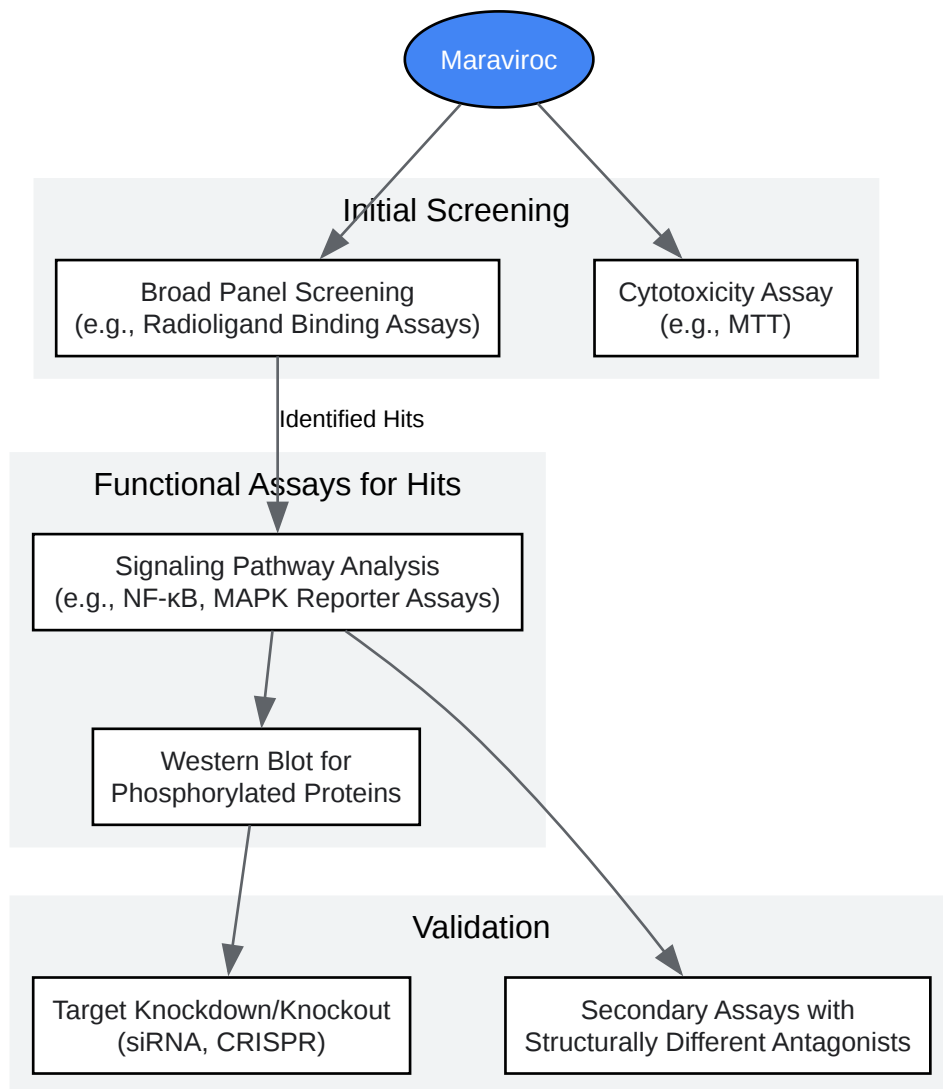 Maraviroc
Initial Screening
Broad Panel Screening
(e.g., Radioligand Binding Assays)
Cytotoxicity Assay
(e.g., MTT)
Identified Hits
Functional Assays for Hits
Signaling Pathway Analysis
(e.g., NF-κB, MAPK Reporter Assays)
Western Blot for
Phosphorylated Proteins
Validation
Target Knockdown/Knockout
(siRNA, CRISPR)
Secondary Assays with
Structurally Different Antagonists